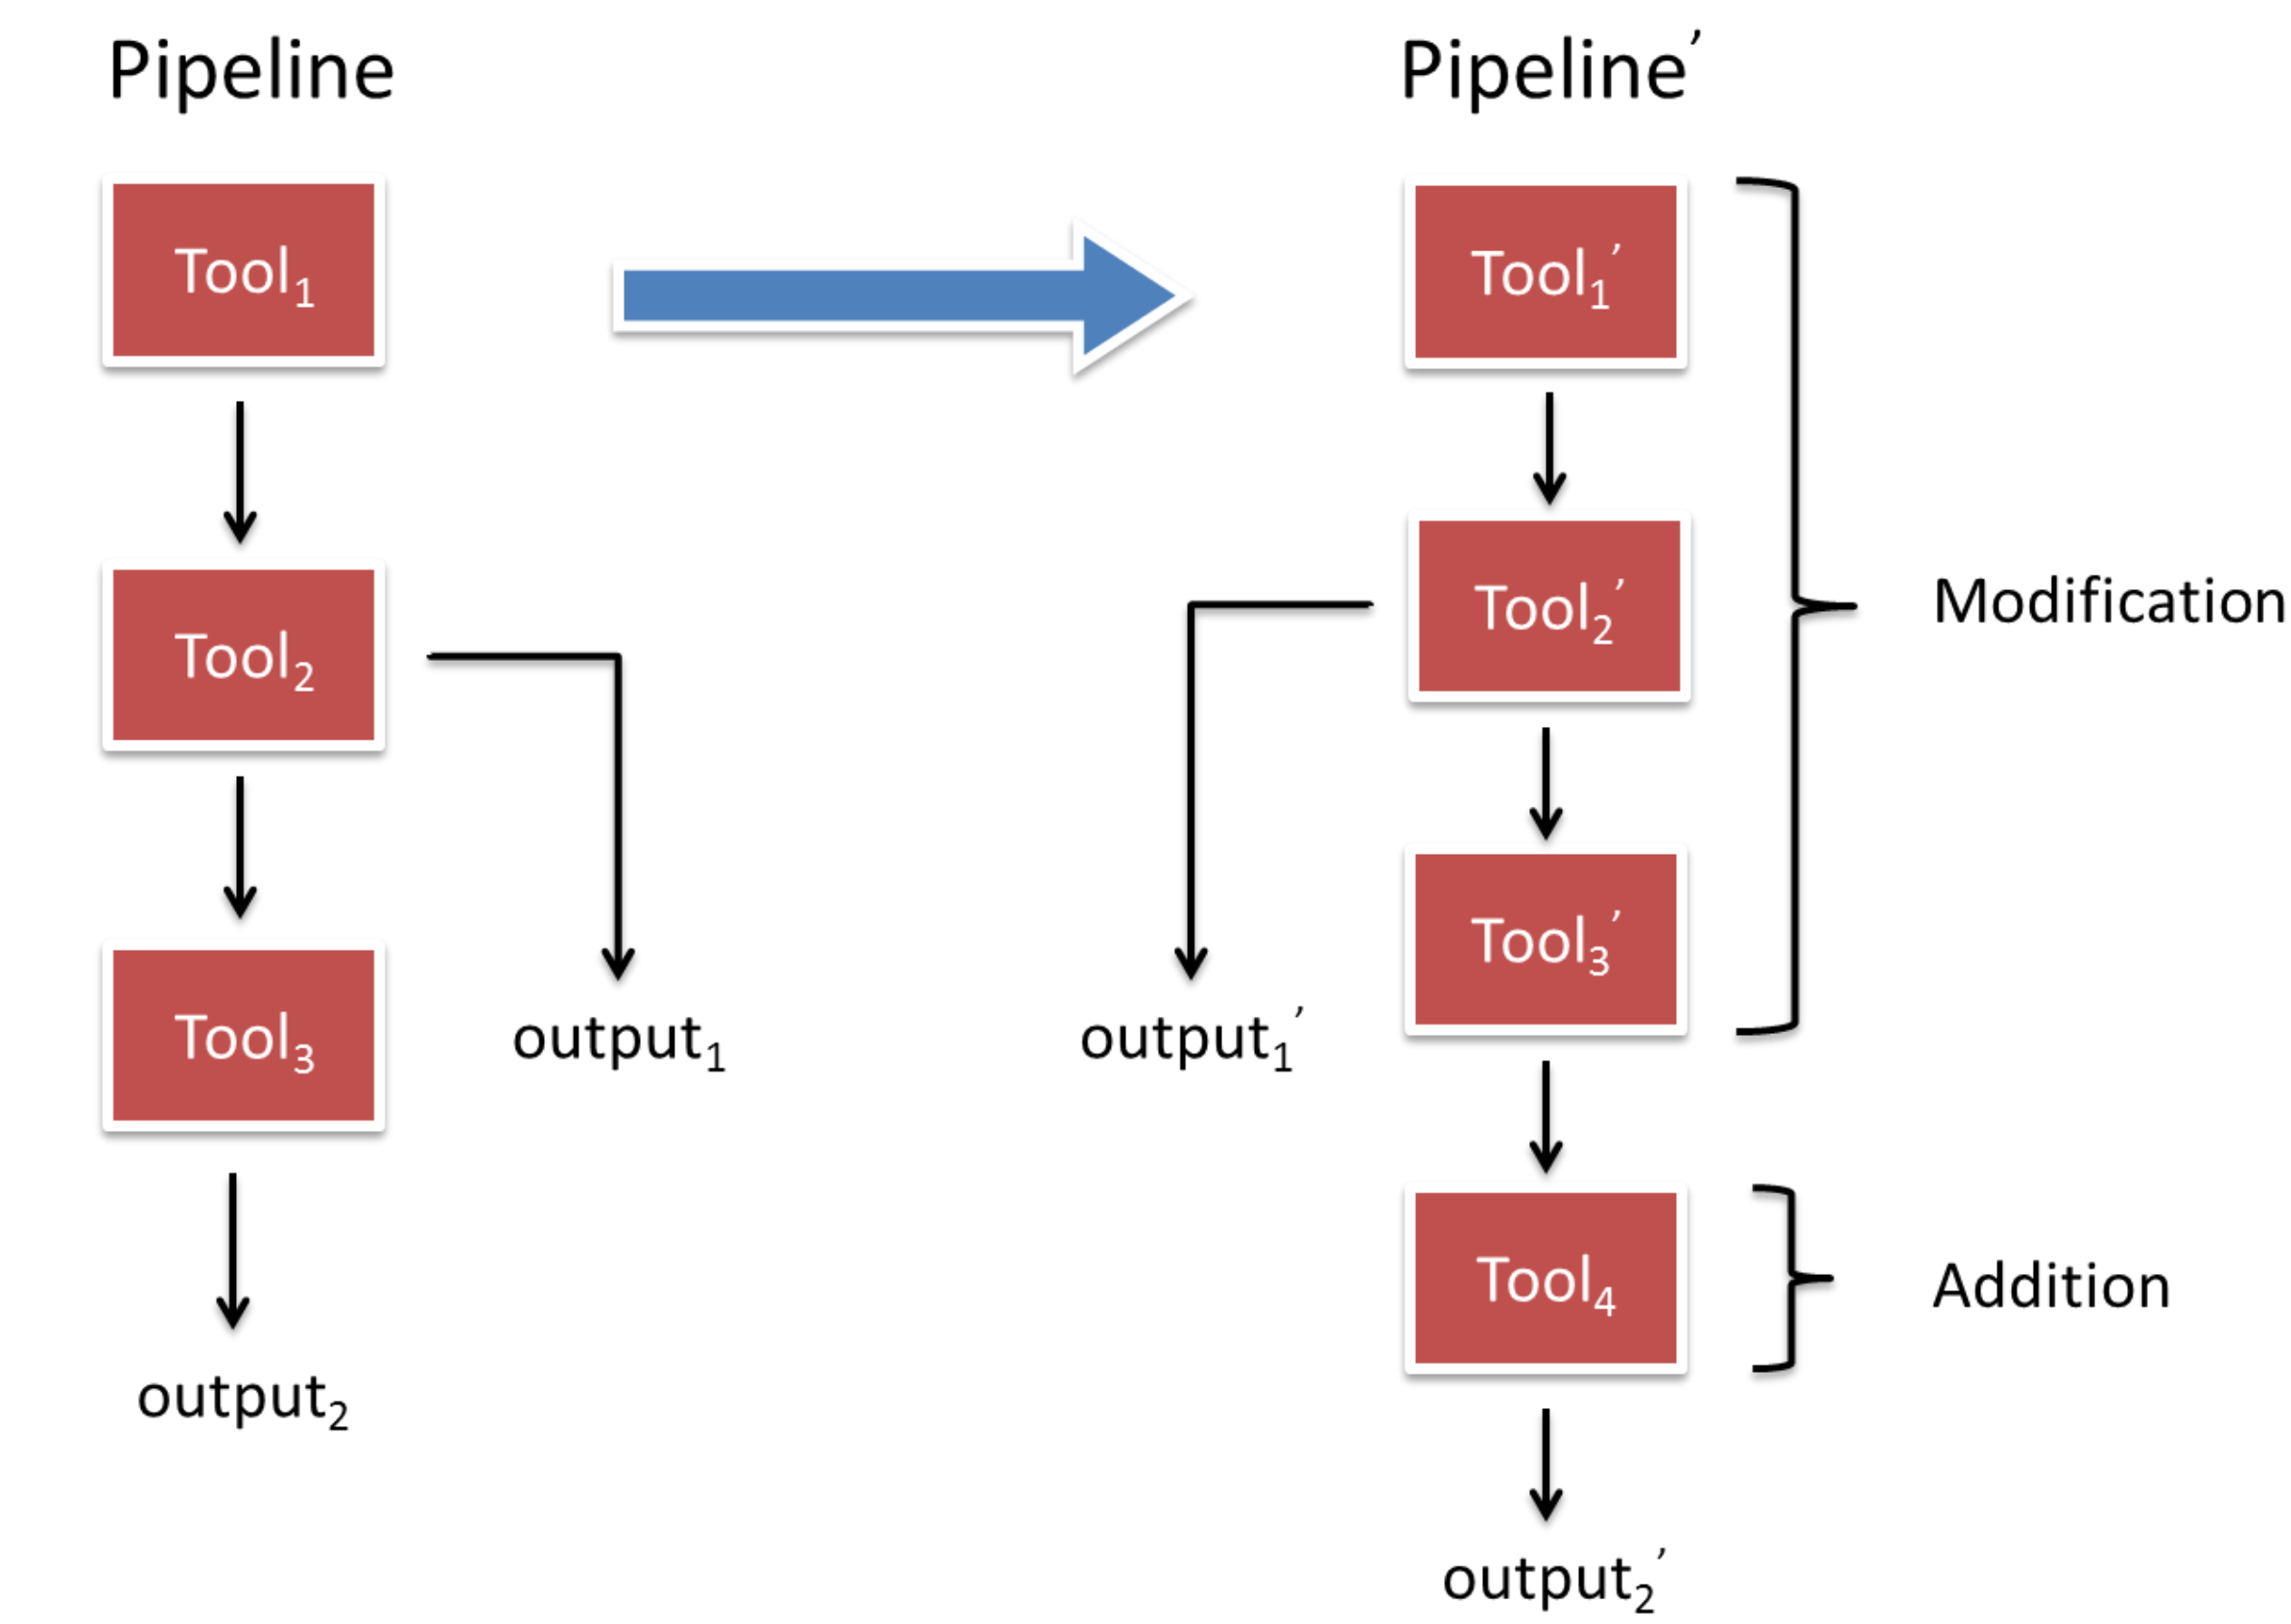 Pipeline
Tool₁
Tool₂
Tool₃
output₁
output₂
Pipeline′
Tool₁′
Tool₂′
Tool₃′
output₁′
Tool₄
output₂′
Modification
Addition